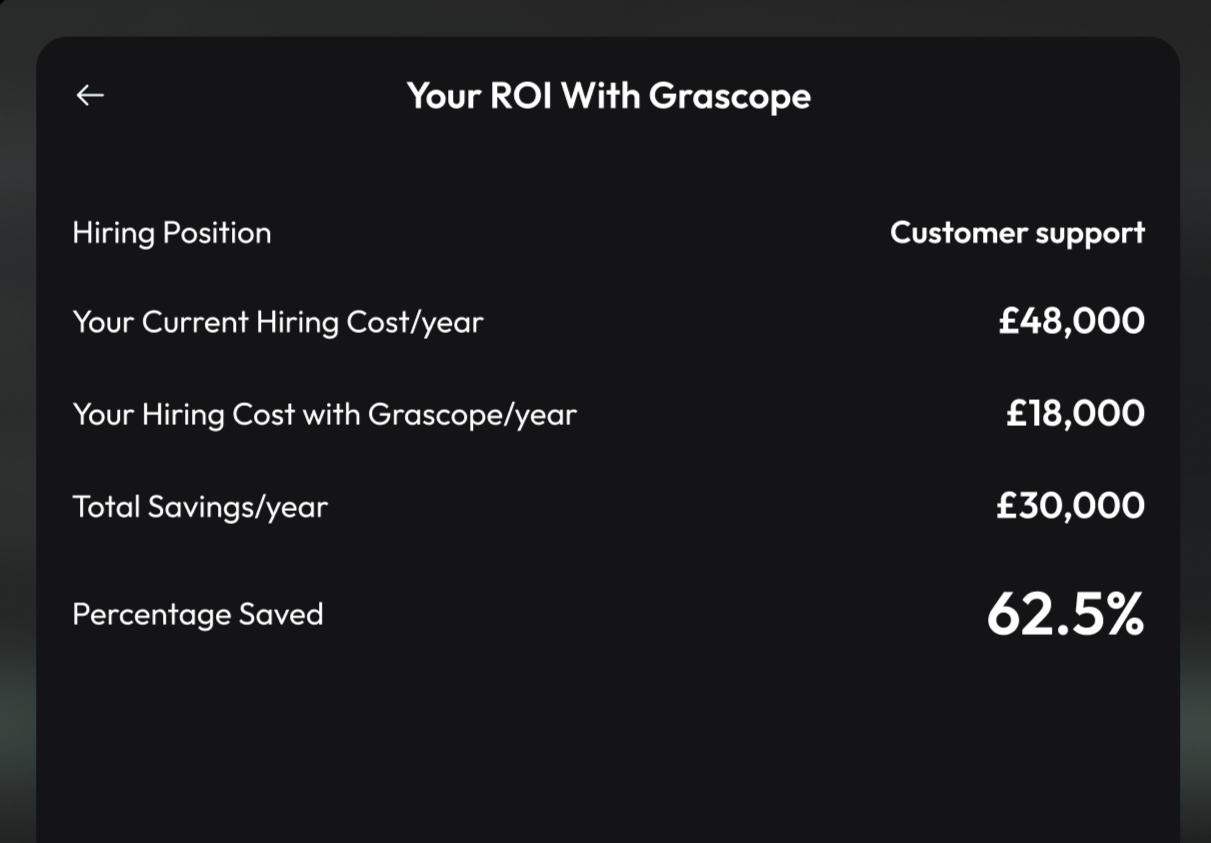 Your ROI With Grascope
Hiring Position Customer support
Your Current Hiring Cost/year £48,000
Your Hiring Cost with Grascope/year £18,000
Total Savings/year £30,000
Percentage Saved 62.5%